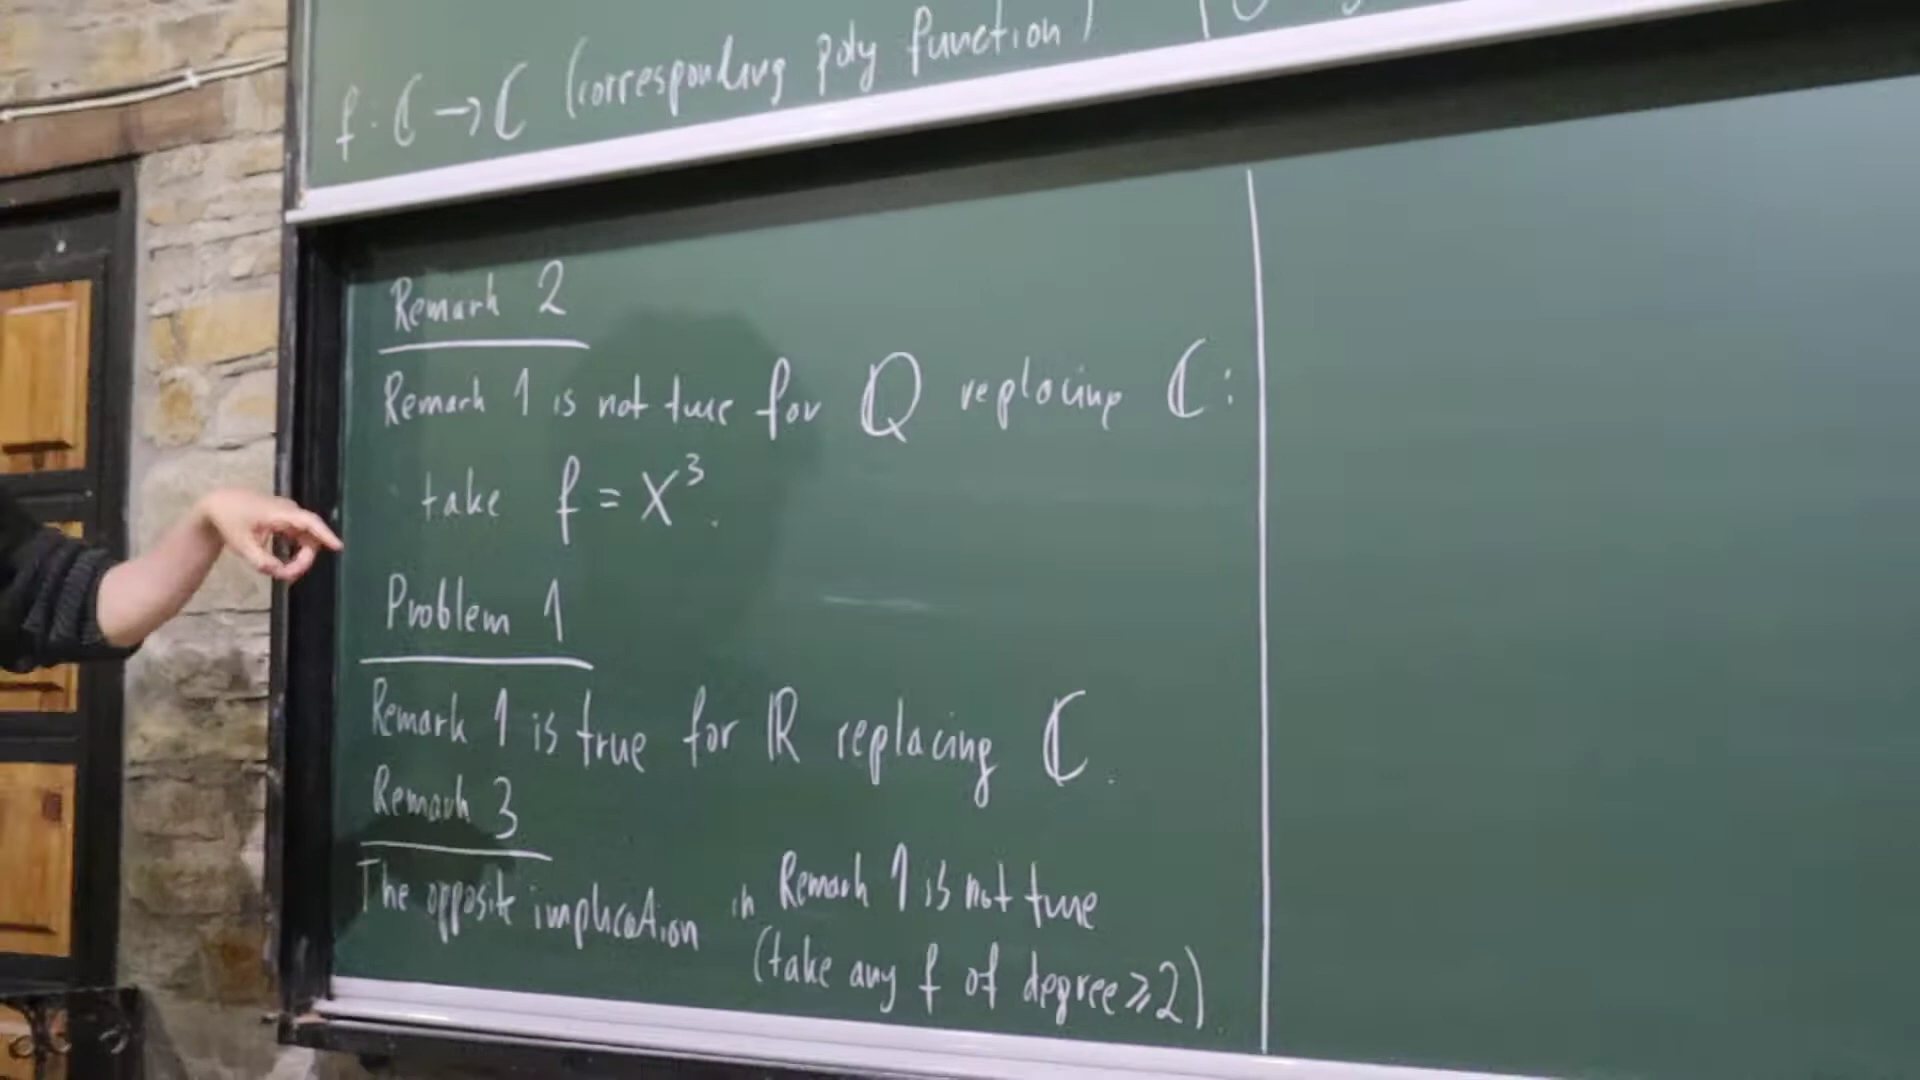 f: ℂ → ℂ (corresponding poly function)
Remark 2
Remark 1 is not true for ℚ replacing ℂ:
take f = X³.
Problem 1
Remark 1 is true for ℝ replacing ℂ.
Remark 3
The opposite implication in Remark 1 is not true
(take any f of degree ⩾ 2).